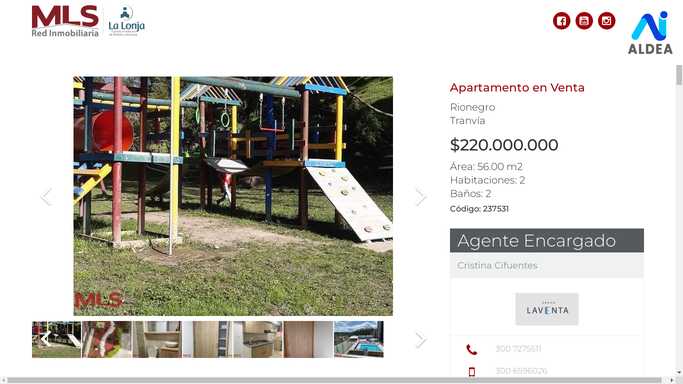 MLS
Red Inmobiliaria
La Lonja
ALDEA
Apartamento en Venta
Rionegro
Tranvía
$220.000.000
Área: 56.00 m2
Habitaciones: 2
Baños: 2
Código: 237531
Agente Encargado
Cristina Cifuentes
LAVENTA
300 7275611
300 6596026
MLS